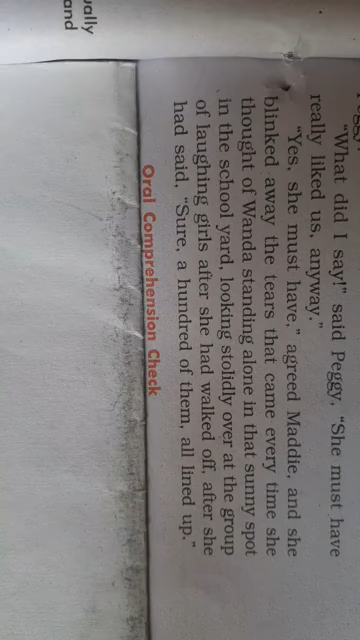 "What did I say!" said Peggy, "She must have
really liked us, anyway."
"Yes, she must have," agreed Maddie, and she
blinked away the tears that came every time she
thought of Wanda standing alone in that sunny spot
in the school yard, looking stolidly over at the group
of laughing girls after she had walked off, after she
had said, "Sure, a hundred of them, all lined up."
Oral Comprehension Check
ually
and